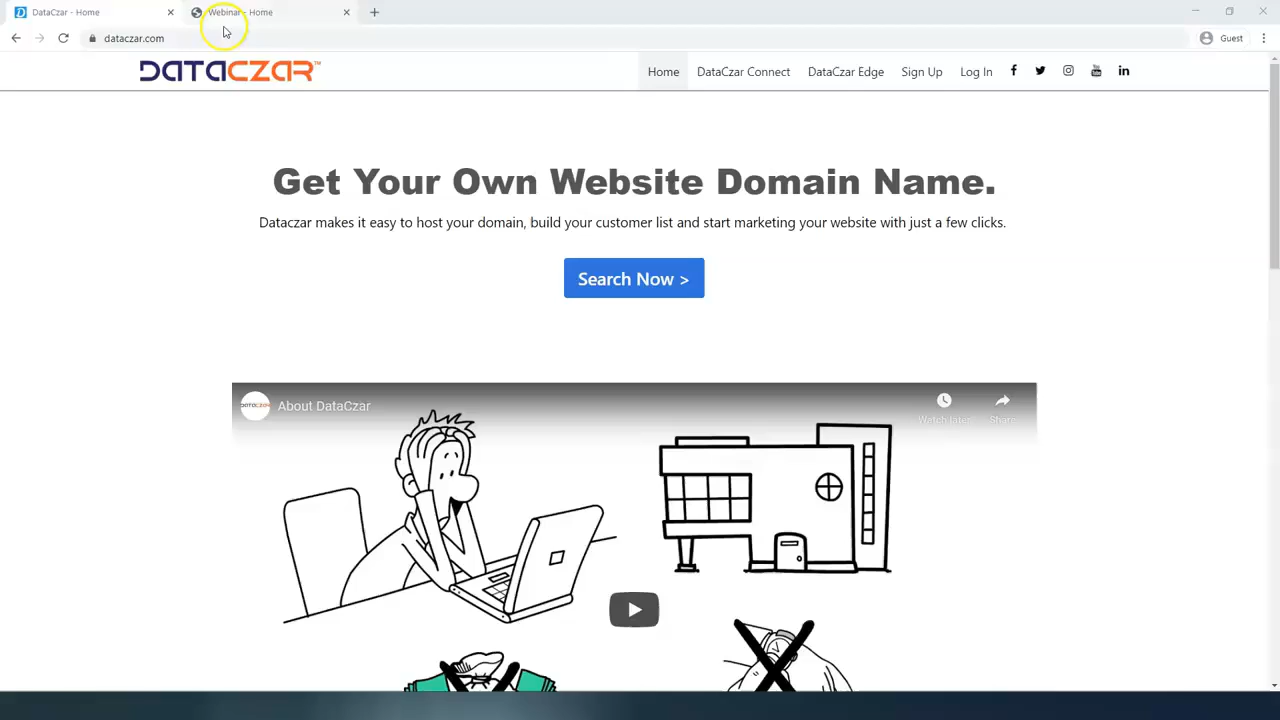 DataCzar - Home
Webinar - Home
dataczar.com
Guest
DATACZAR™
Home
DataCzar Connect
DataCzar Edge
Sign Up
Log In
Get Your Own Website Domain Name.
Dataczar makes it easy to host your domain, build your customer list and start marketing your website with just a few clicks.
Search Now >
DATACZAR
About DataCzar
Watch later
Share